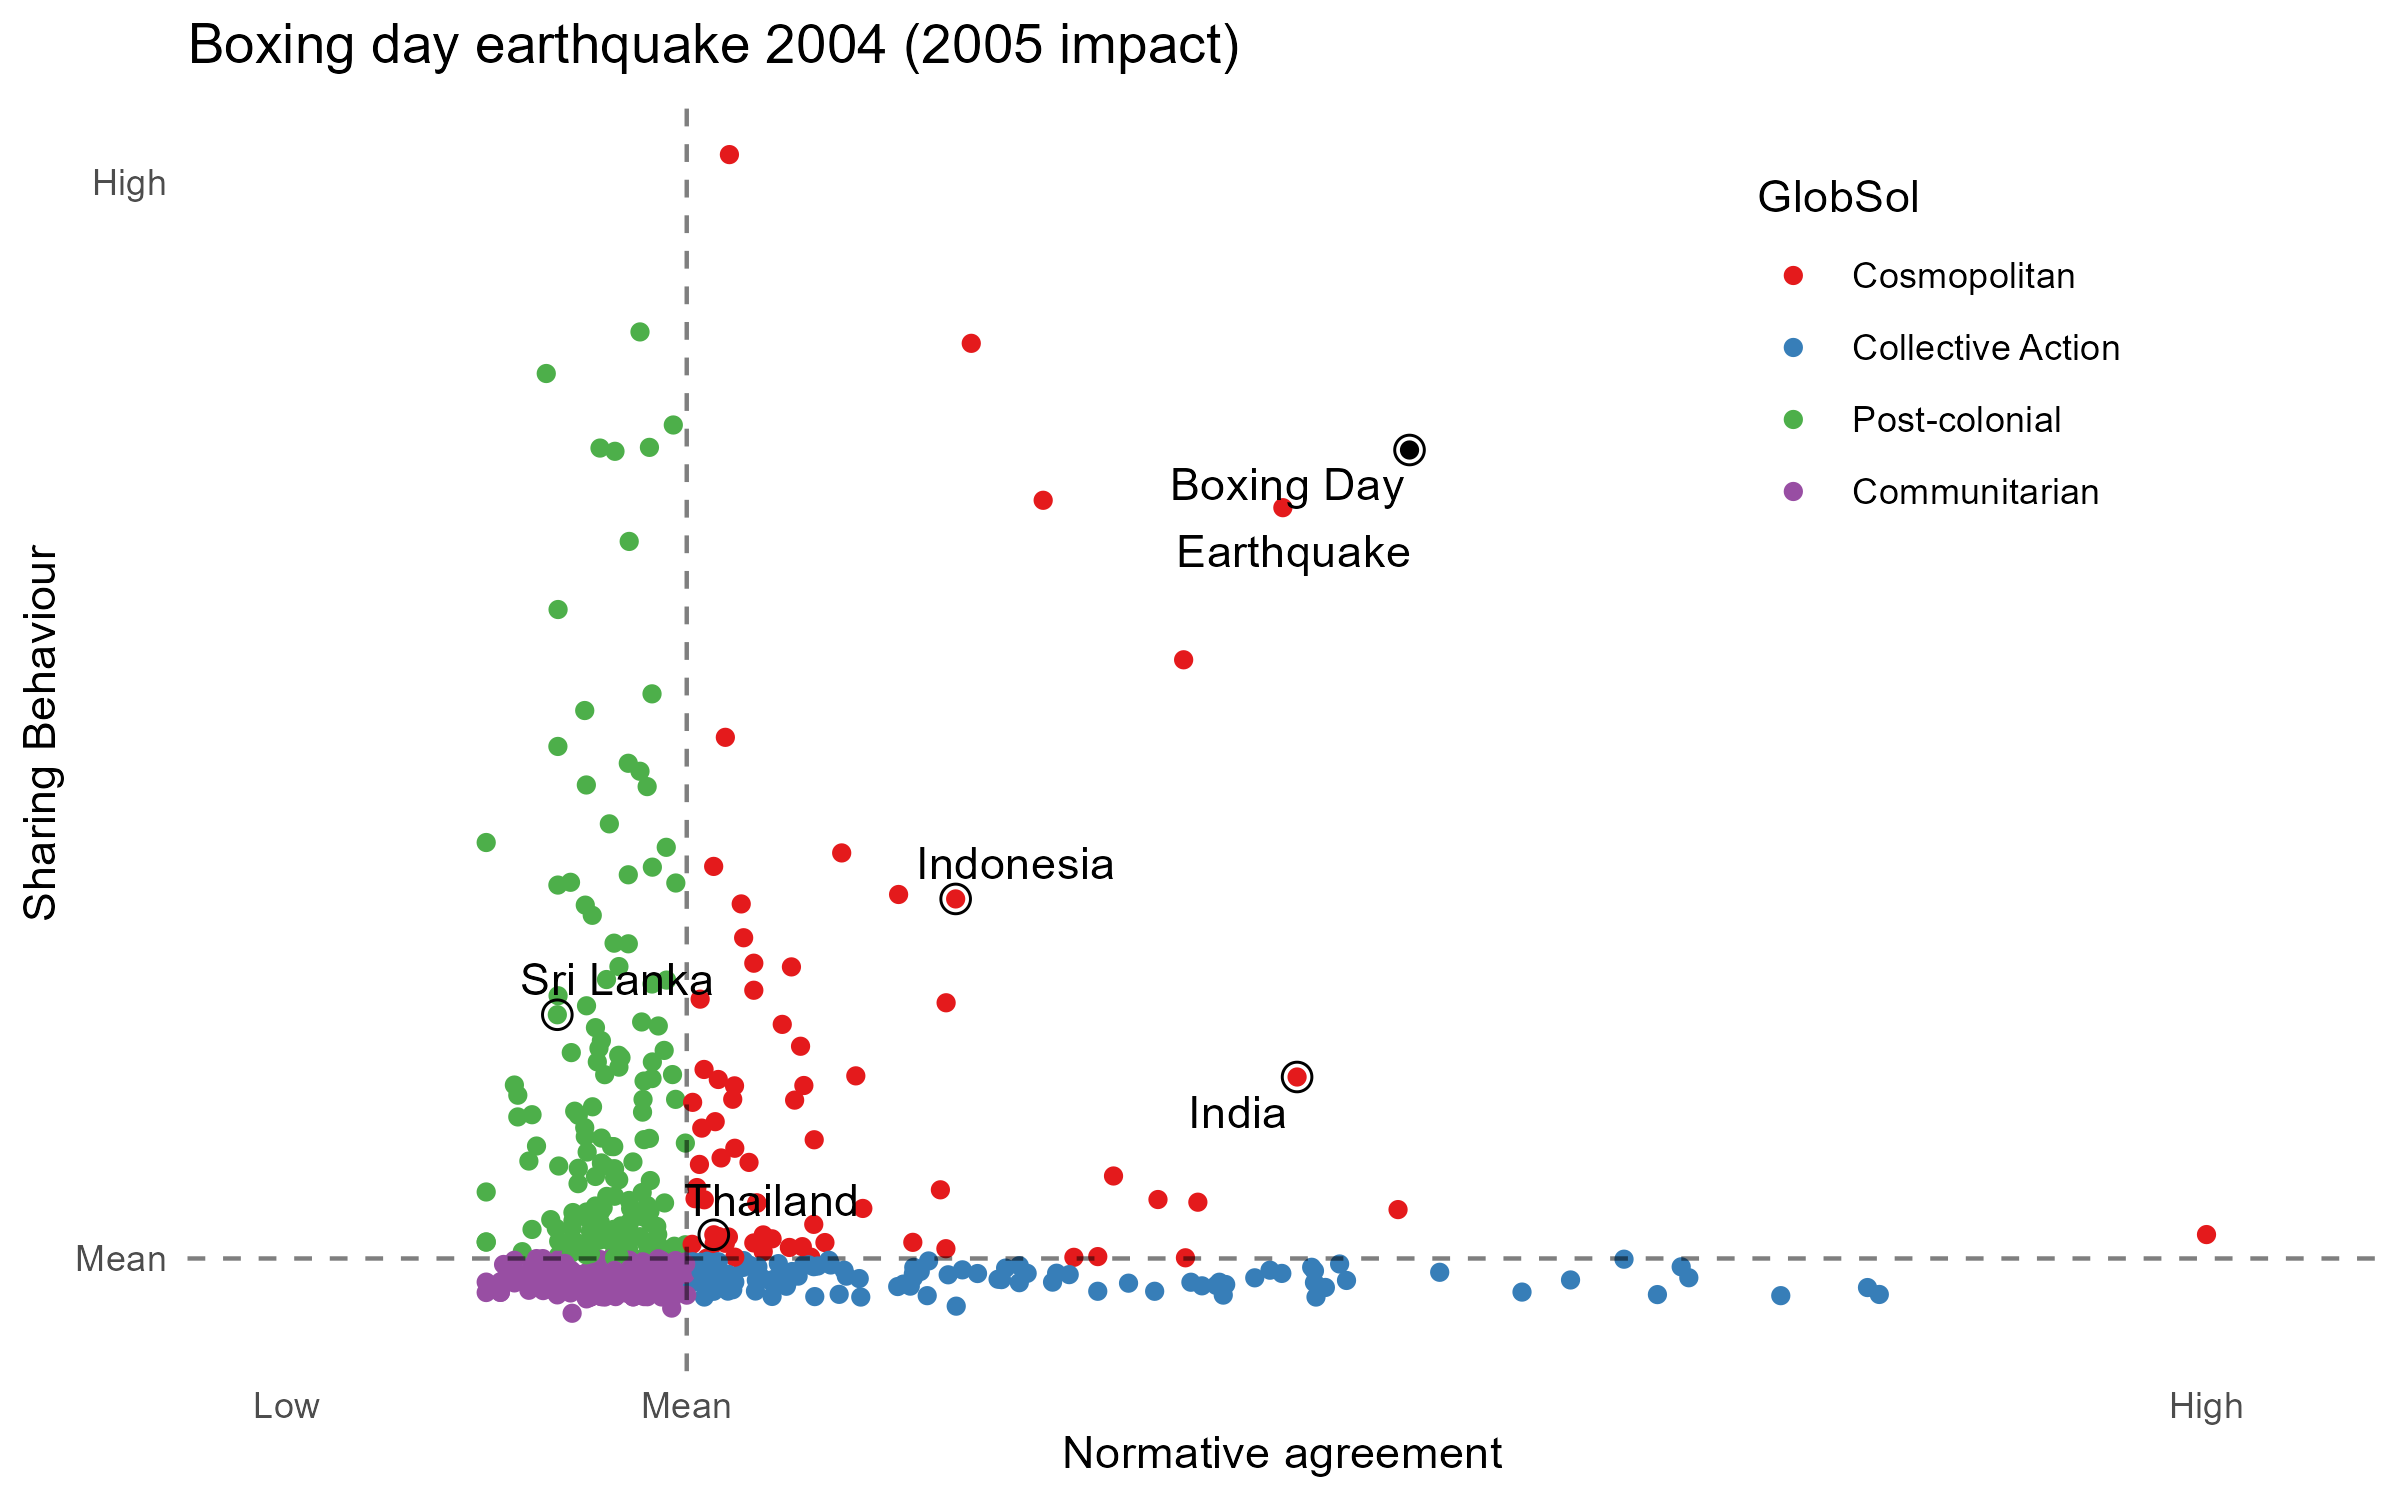 Boxing day earthquake 2004 (2005 impact)
High
GlobSol
Cosmopolitan
Collective Action
Post-colonial
Communitarian
Boxing Day
Earthquake
Sharing Behaviour
Indonesia
Sri Lanka
India
Thailand
Mean
Low
Mean
High
Normative agreement